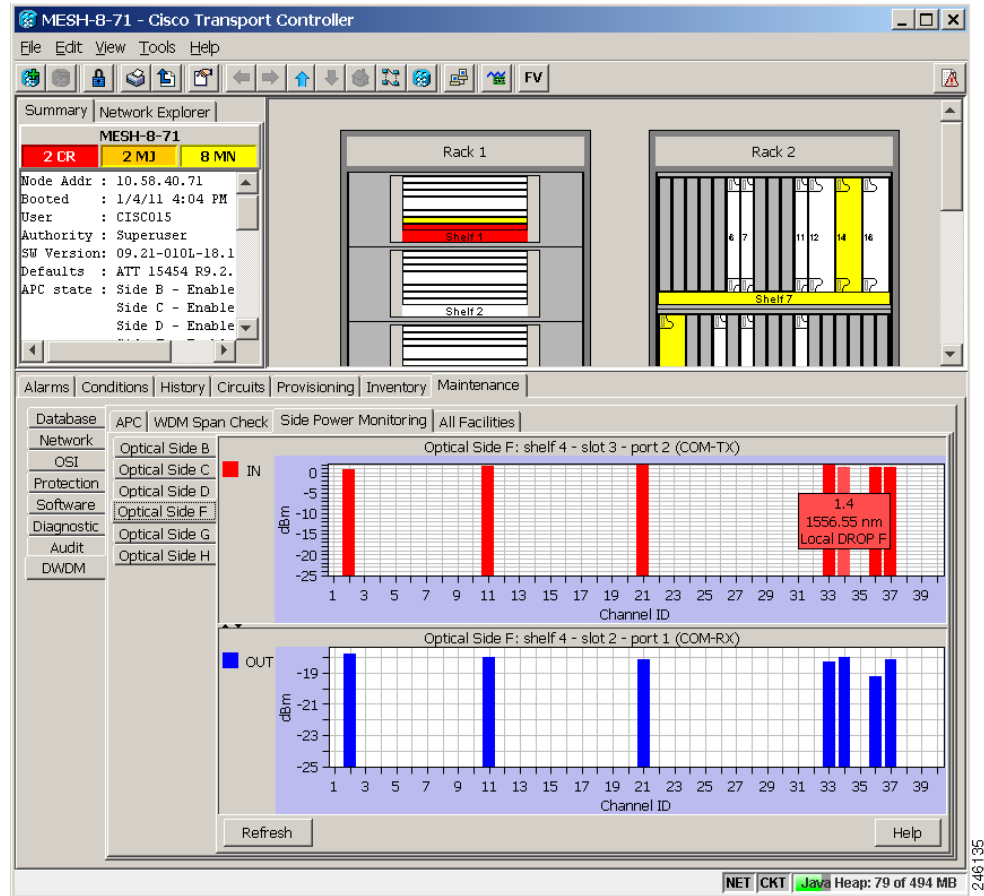 MESH-8-71 - Cisco Transport Controller
File Edit View Tools Help
FV
Summary Network Explorer
MESH-8-71
2 CR 2 MJ 8 MN
Node Addr : 10.58.40.71
Booted : 1/4/11 4:04 PM
User : CISCO15
Authority : Superuser
SW Version: 09.21-010L-18.1
Defaults : ATT 15454 R9.2.
APC state : Side B - Enable
Side C - Enable
Side D - Enable
Rack 1
Shelf 1
Shelf 2
Rack 2
6 7 11 12 14 16
Shelf 7
Alarms Conditions History Circuits Provisioning Inventory Maintenance
Database
Network
OSI
Protection
Software
Diagnostic
Audit
DWDM
APC WDM Span Check Side Power Monitoring All Facilities
Optical Side B
Optical Side C
Optical Side D
Optical Side F
Optical Side G
Optical Side H
Optical Side F: shelf 4 - slot 3 - port 2 (COM-TX)
IN
dBm
0
-5
-10
-15
-20
-25
1.4
1556.55 nm
Local DROP F
1 3 5 7 9 11 13 15 17 19 21 23 25 27 29 31 33 35 37 39
Channel ID
Optical Side F: shelf 4 - slot 2 - port 1 (COM-RX)
OUT
dBm
-19
-21
-23
-25
1 3 5 7 9 11 13 15 17 19 21 23 25 27 29 31 33 35 37 39
Channel ID
Refresh Help
NET CKT Java Heap: 79 of 494 MB
246135